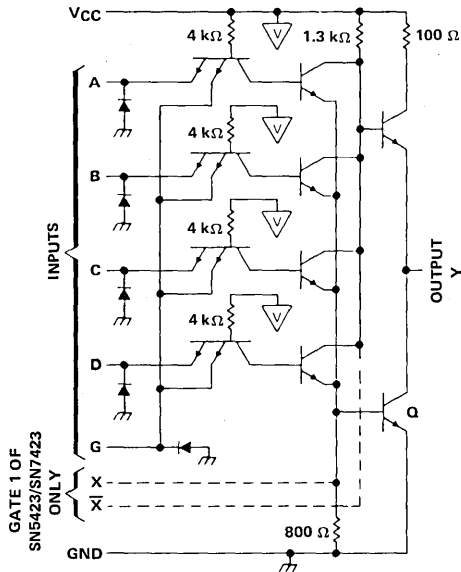 VCC
4 kΩ
V
1.3 kΩ
100 Ω
A
4 kΩ
V
B
4 kΩ
V
INPUTS
C
OUTPUT
Y
4 kΩ
V
D
Q
G
GATE 1 OF
SN5423/SN7423
ONLY
X
X̅
800 Ω
GND